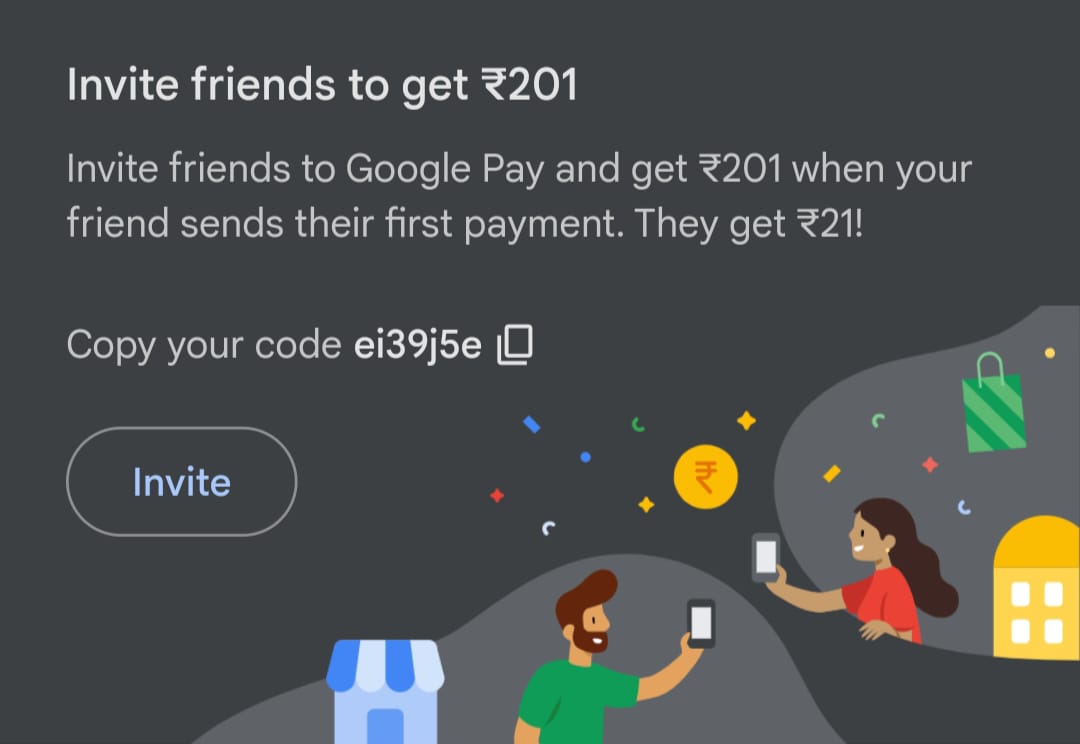 Invite friends to get ₹201
Invite friends to Google Pay and get ₹201 when your
friend sends their first payment. They get ₹21!
Copy your code ei39j5e
Invite
₹